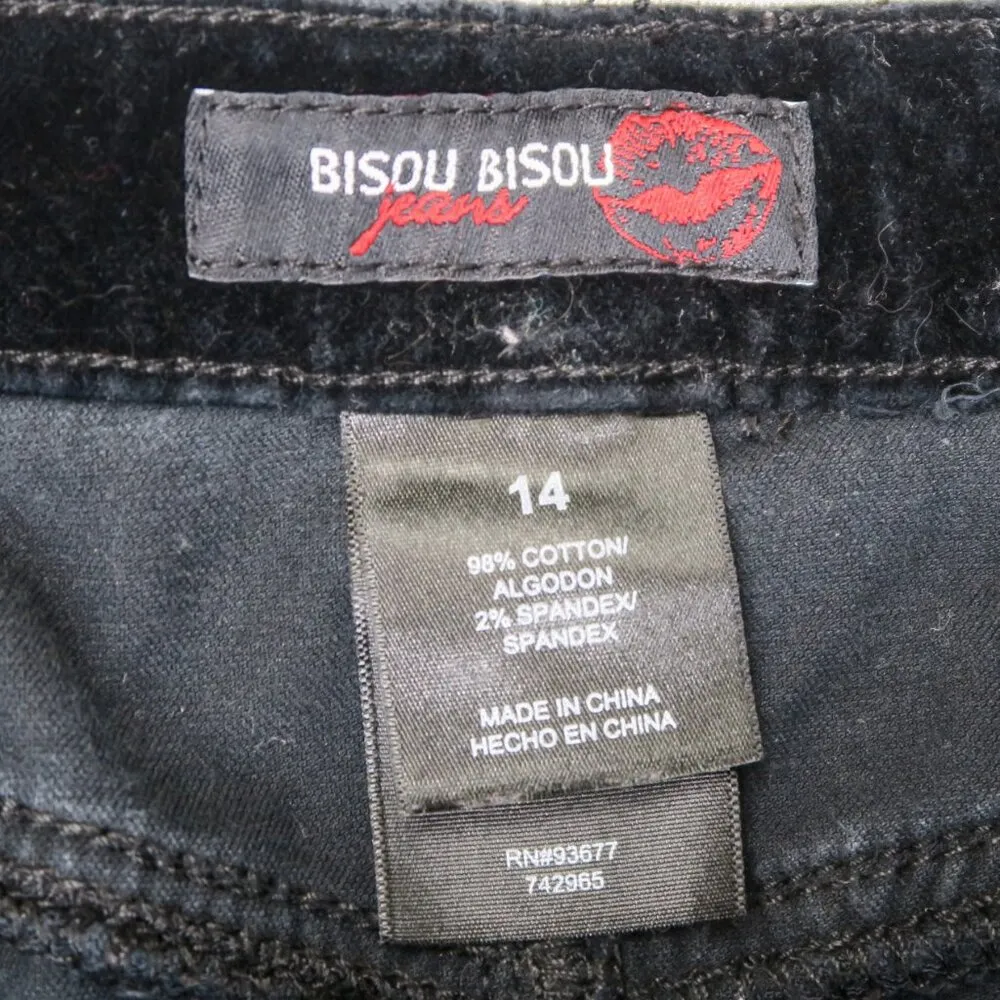 BISOU BISOU
jeans
14
98% COTTON/
ALGODON
2% SPANDEX/
SPANDEX
MADE IN CHINA
HECHO EN CHINA
RN#93677
742965